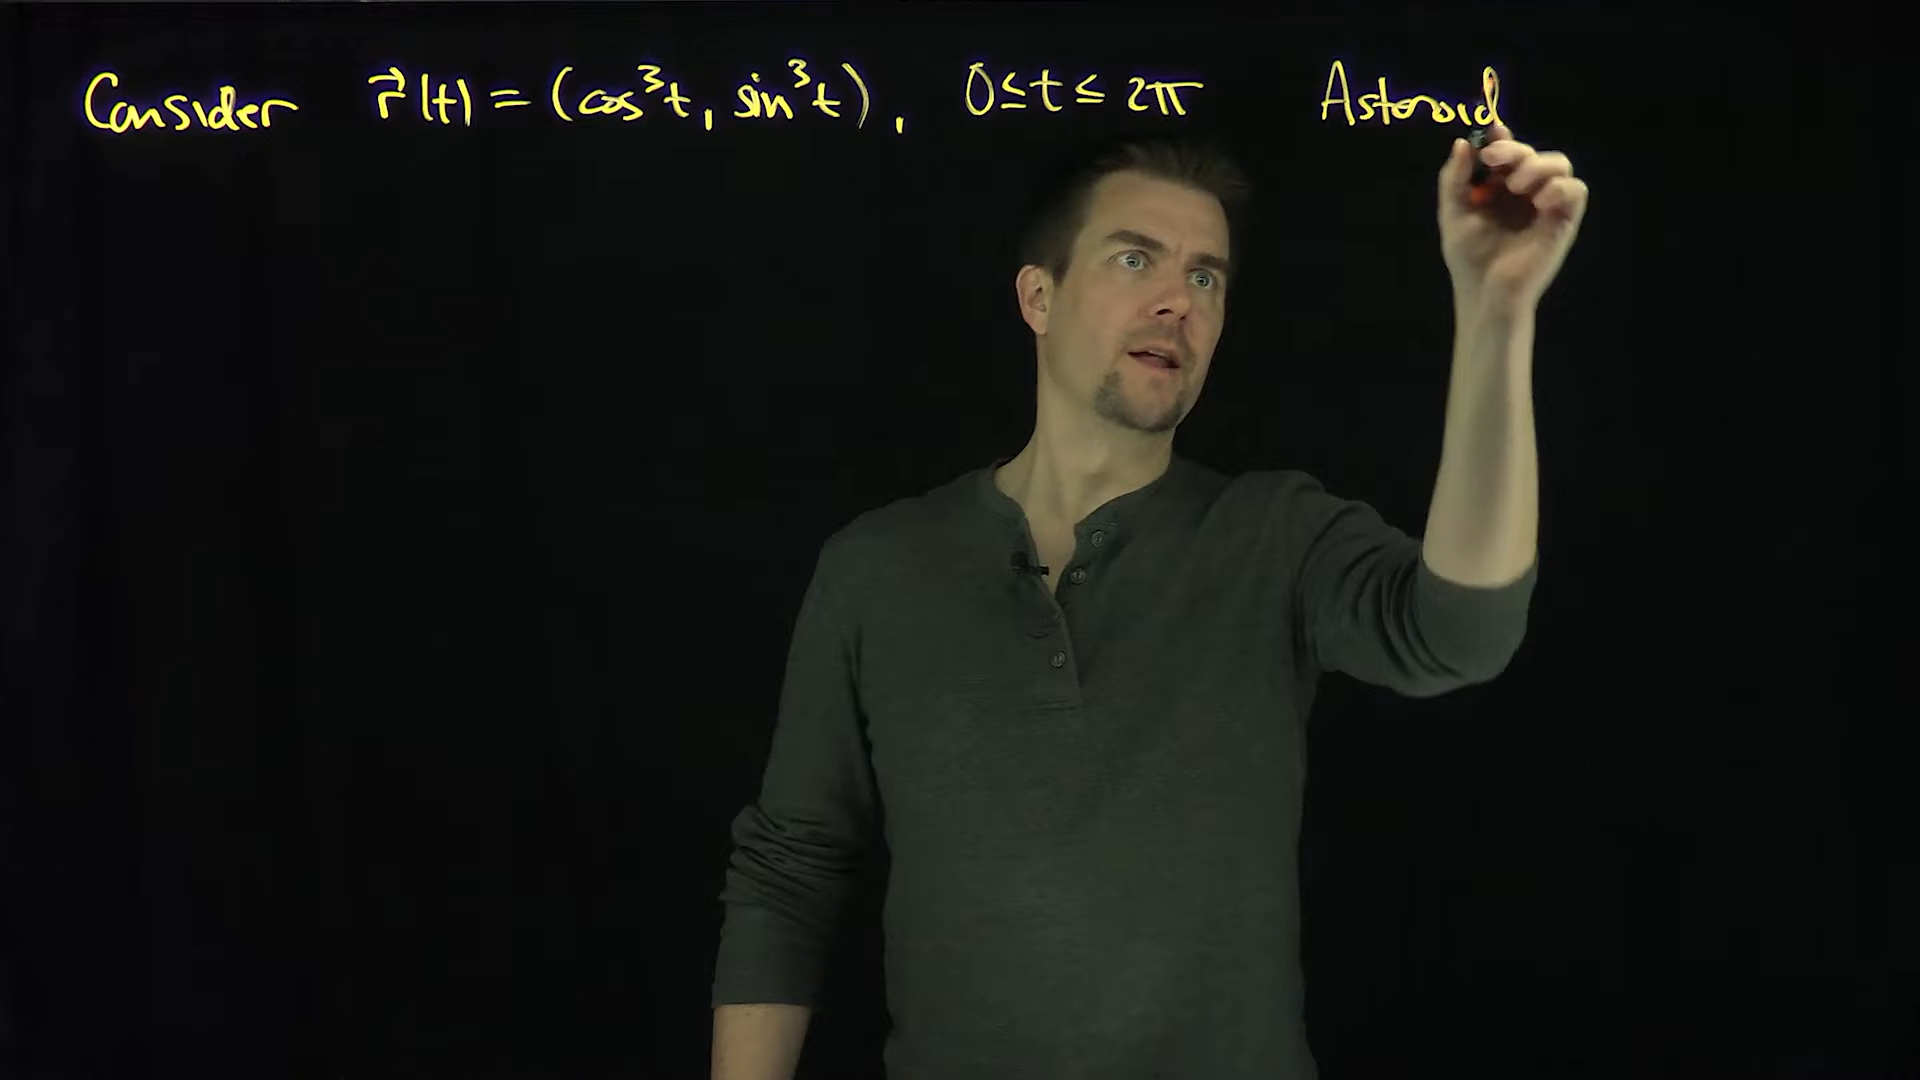 Consider r⃗(t) = (cos³t, sin³t), 0≤t≤2π Asteroid